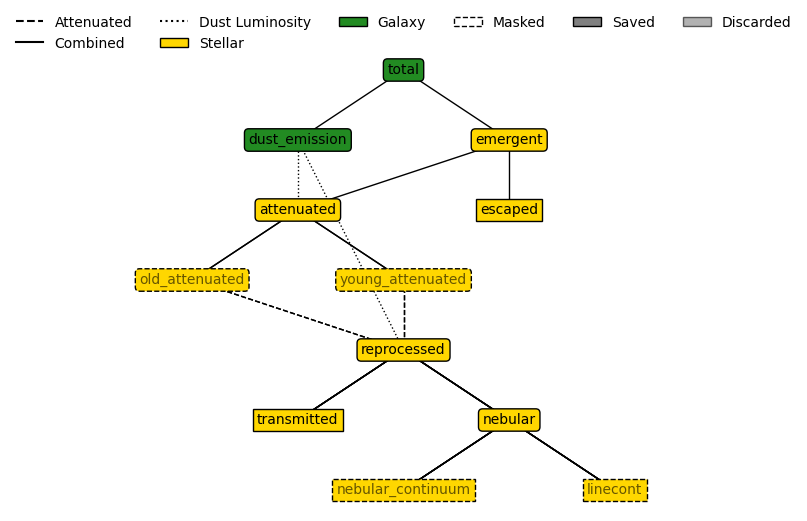 Attenuated
Dust Luminosity
Galaxy
Masked
Saved
Discarded
Combined
Stellar
total
dust_emission
emergent
attenuated
escaped
old_attenuated
young_attenuated
reprocessed
transmitted
nebular
nebular_continuum
linecont